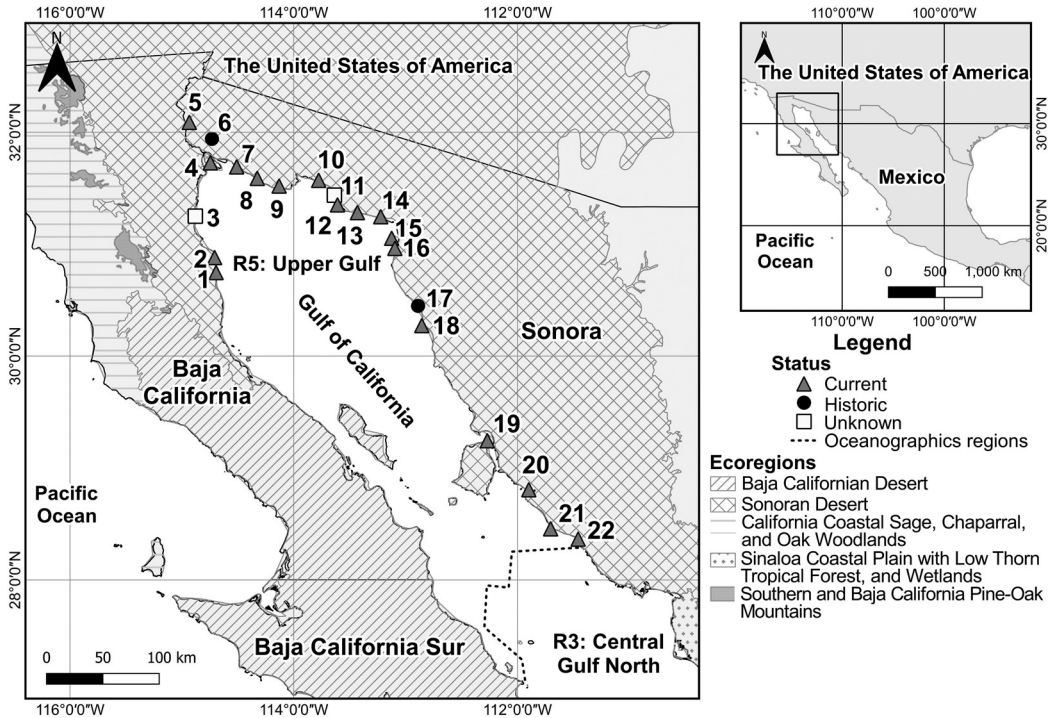 116°0'0"W
114°0'0"W
112°0'0"W
N
The United States of America
32°0'0"N
30°0'0"N
28°0'0"N
5
6
4
7
8
9
10
11
12
13
14
15
16
3
2
1
R5: Upper Gulf
17
18
Gulf of California
Sonora
Baja
California
19
20
21
22
Pacific
Ocean
Baja California Sur
R3: Central
Gulf North
0 50 100 km
116°0'0"W
114°0'0"W
112°0'0"W
110°0'0"W
100°0'0"W
N
The United States of America
30°0'0"N
Mexico
20°0'0"N
Pacific
Ocean
0 500 1,000 km
110°0'0"W
100°0'0"W
Legend
Status
Current
Historic
Unknown
Oceanographics regions
Ecoregions
Baja Californian Desert
Sonoran Desert
California Coastal Sage, Chaparral,
and Oak Woodlands
Sinaloa Coastal Plain with Low Thorn
Tropical Forest, and Wetlands
Southern and Baja California Pine-Oak
Mountains